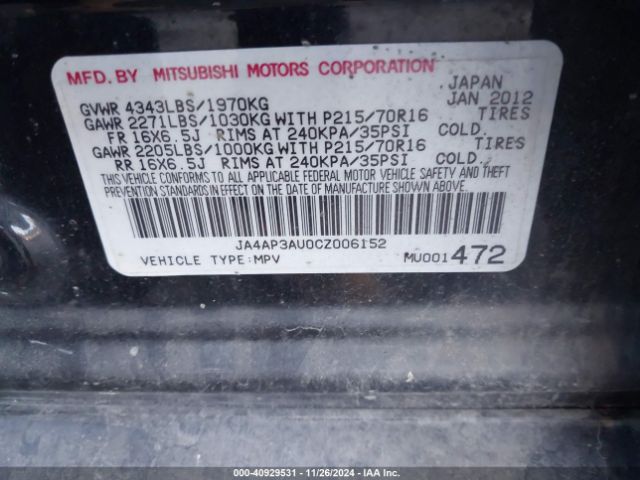 MFD. BY MITSUBISHI MOTORS CORPORATION
JAPAN
GVWR 4343LBS/1970KG JAN 2012
GAWR 2271LBS/1030KG WITH P215/70R16 TIRES
FR 16X6.5J RIMS AT 240KPA/35PSI COLD.
GAWR 2205LBS/1000KG WITH P215/70R16 TIRES
RR 16X6.5J RIMS AT 240KPA/35PSI COLD.
THIS VEHICLE CONFORMS TO ALL APPLICABLE FEDERAL MOTOR VEHICLE SAFETY AND THEFT
PREVENTION STANDARDS IN EFFECT ON THE DATE OF MANUFACTURE SHOWN ABOVE.
JA4AP3AU0CZ006152
VEHICLE TYPE:MPV MU001472
000-40929531 - 11/26/2024 - IAAI.COM